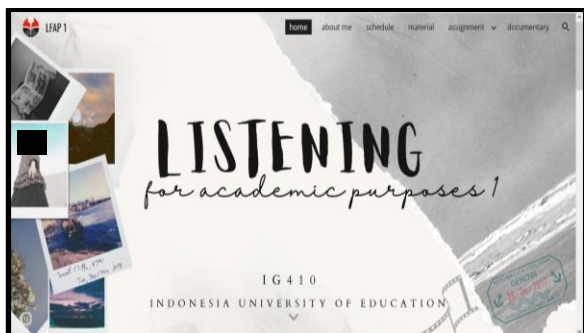 LFAP 1
home about me schedule material assignment documentary
LISTENING
for academic purposes 1
IG410
INDONESIA UNIVERSITY OF EDUCATION
GENOVA